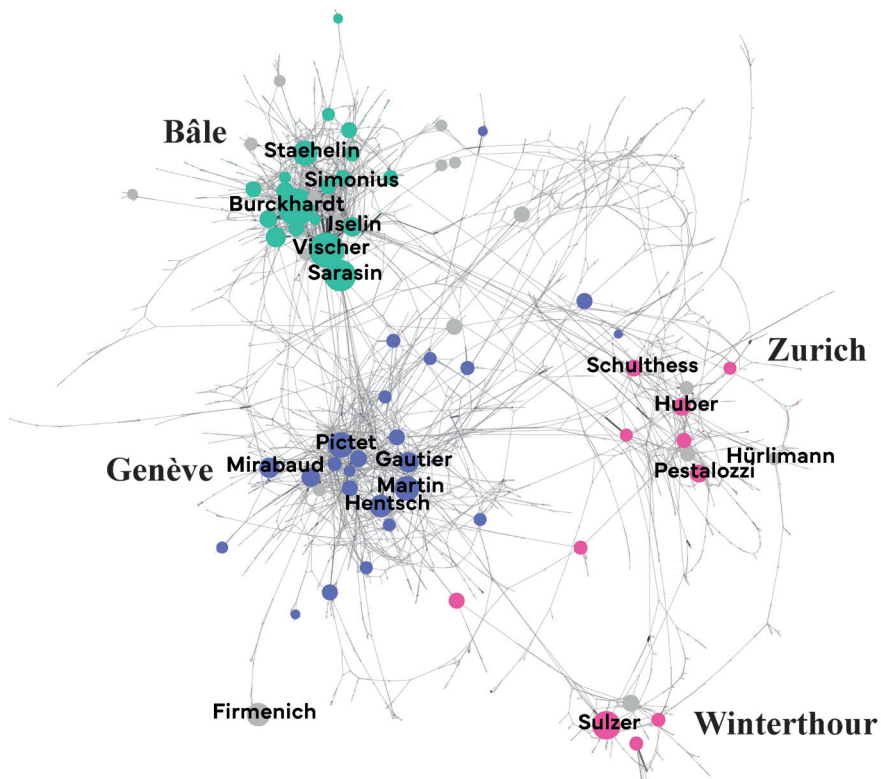 Bâle
Staehelin
Simonius
Burckhardt
Iselin
Vischer
Sarasin
Zurich
Schulthess
Huber
Hürlimann
Pestalozzi
Genève
Pictet
Mirabaud
Gautier
Martin
Hentsch
Firmenich
Sulzer
Winterthour